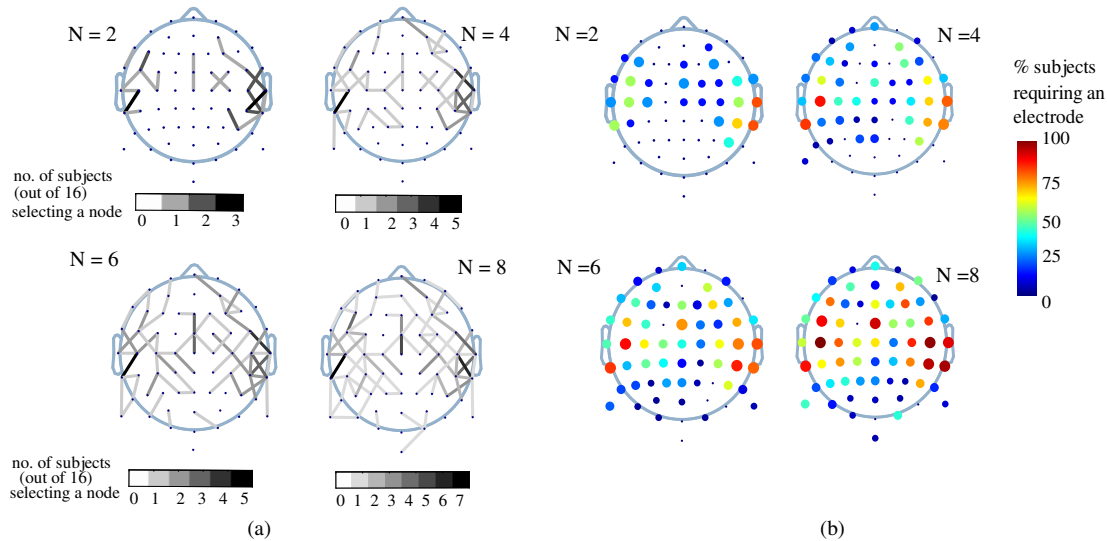 N = 2
N = 4
no. of subjects
(out of 16)
selecting a node
0 1 2 3
0 1 2 3 4 5
N = 6
N = 8
no. of subjects
(out of 16)
selecting a node
0 1 2 3 4 5
0 1 2 3 4 5 6 7
(a)
N =2
N =4
N =6
N =8
% subjects
requiring an
electrode
100
75
50
25
0
(b)